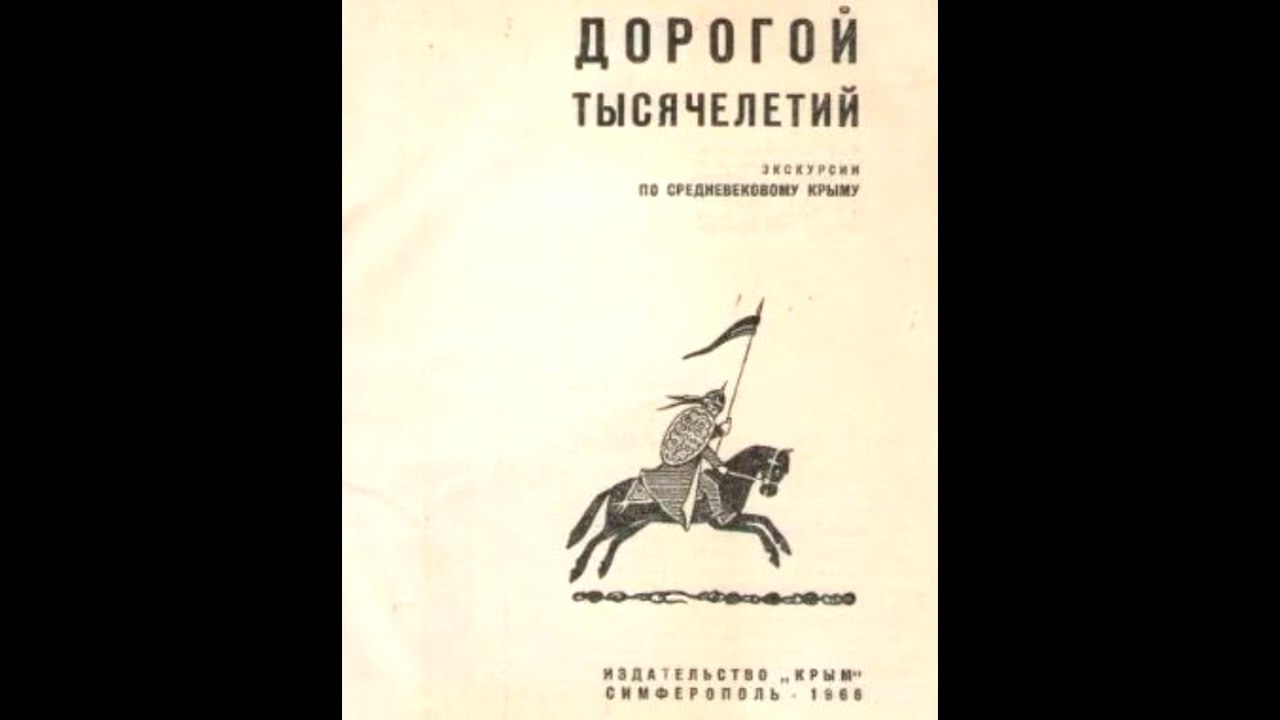 ДОРОГОЙ
ТЫСЯЧЕЛЕТИЙ
ЭКСКУРСИИ
ПО СРЕДНЕВЕКОВОМУ КРЫМУ
ИЗДАТЕЛЬСТВО „КРЫМ“
СИМФЕРОПОЛЬ - 1966